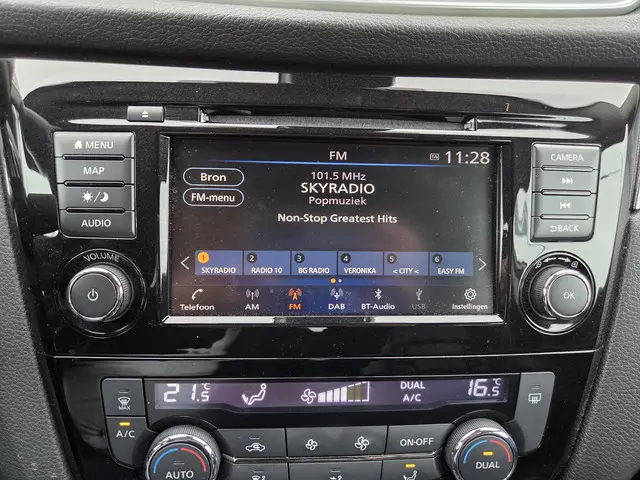 MENU
MAP
AUDIO
VOLUME
FM
TA 11:28
Bron
FM-menu
101.5 MHz
SKYRADIO
Popmuziek
Non-Stop Greatest Hits
1 2 3 4 5 6
SKYRADIO RADIO 10 BG RADIO VERONIKA < CITY < EASY FM
Telefoon AM FM DAB BT-Audio USB Instellingen
CAMERA
BACK
OK
MAX
A/C
21.5 °C
DUAL
A/C
16.5 °C
ON·OFF
AUTO
DUAL